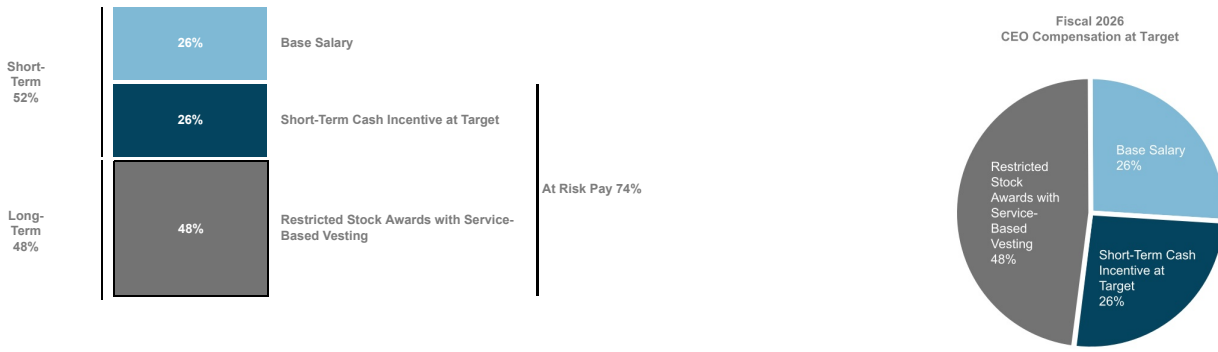 Short-
Term
52%
26%
Base Salary
26%
Short-Term Cash Incentive at Target
At Risk Pay 74%
Long-
Term
48%
48%
Restricted Stock Awards with Service-
Based Vesting
Fiscal 2026
CEO Compensation at Target
Base Salary
26%
Restricted
Stock
Awards with
Service-
Based
Vesting
48%
Short-Term Cash
Incentive at
Target
26%